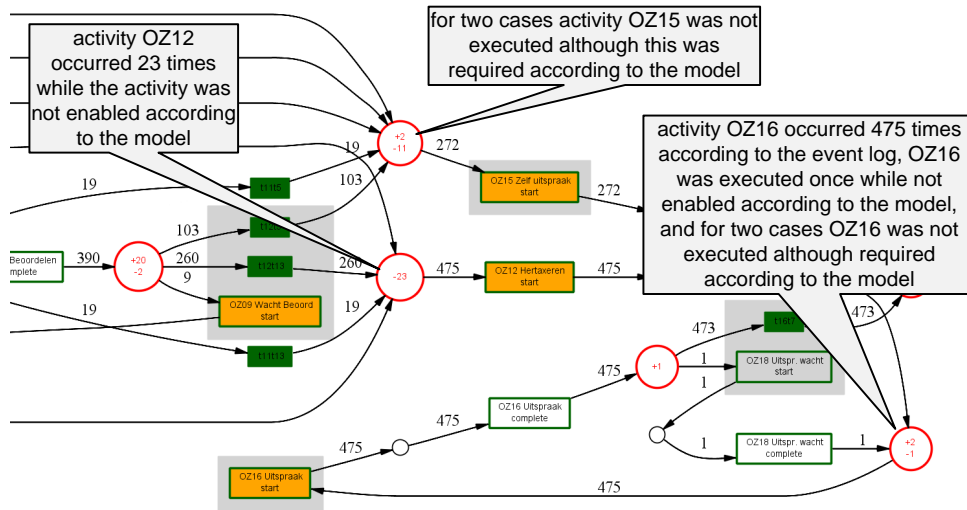 activity OZ12
occurred 23 times
while the activity was
not enabled according
to the model
for two cases activity OZ15 was not
executed although this was
required according to the model
activity OZ16 occurred 475 times
according to the event log, OZ16
was executed once while not
enabled according to the model,
and for two cases OZ16 was not
executed although required
according to the model
+2
-11
19
272
103
19
t11t5
OZ15 Zelf uitspraak
start
272
103
Beoordelen
mplete
390
+20
-2
260
t12t13
260
-23
475
OZ12 Hertaxeren
start
475
9
OZ09 Wacht Beoord
start
19
19
t11t13
473
t16t7
473
+1
1
OZ18 Uitspr. wacht
start
475
1
OZ16 Uitspraak
complete
475
1
OZ18 Uitspr. wacht
complete
1
+2
-1
475
OZ16 Uitspraak
start
475